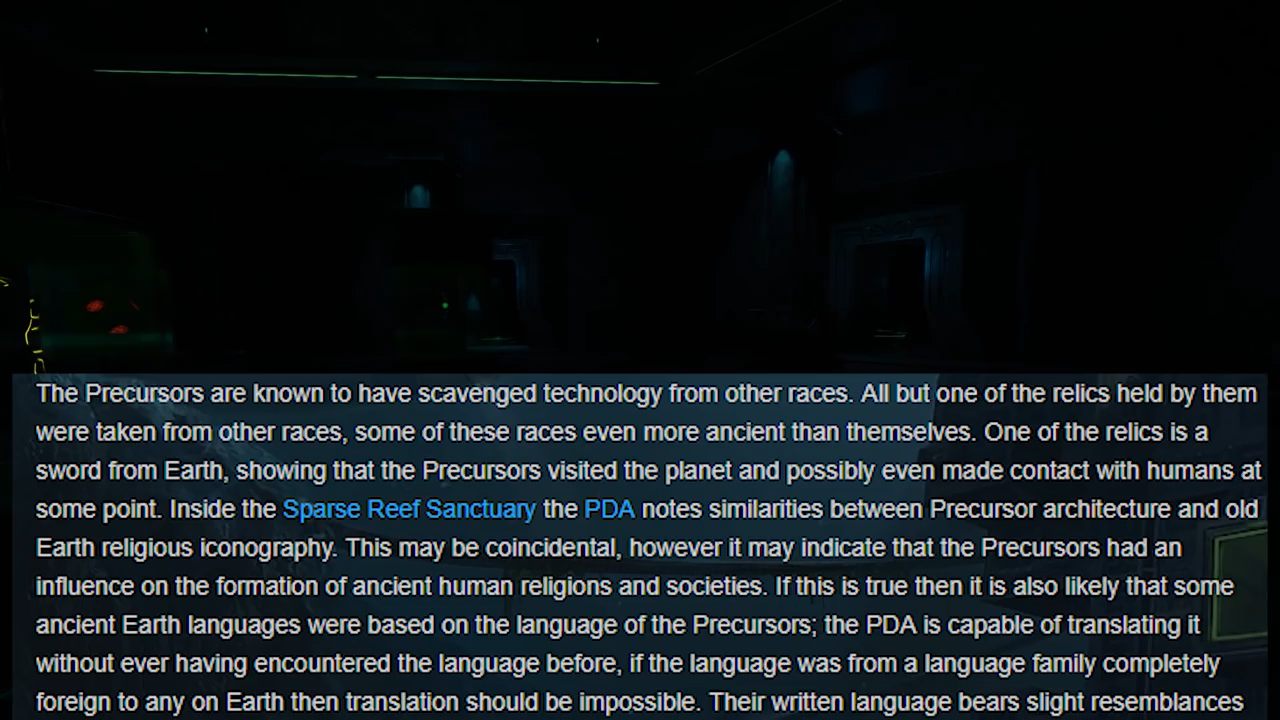 The Precursors are known to have scavenged technology from other races. All but one of the relics held by them
were taken from other races, some of these races even more ancient than themselves. One of the relics is a
sword from Earth, showing that the Precursors visited the planet and possibly even made contact with humans at
some point. Inside the Sparse Reef Sanctuary the PDA notes similarities between Precursor architecture and old
Earth religious iconography. This may be coincidental, however it may indicate that the Precursors had an
influence on the formation of ancient human religions and societies. If this is true then it is also likely that some
ancient Earth languages were based on the language of the Precursors; the PDA is capable of translating it
without ever having encountered the language before, if the language was from a language family completely
foreign to any on Earth then translation should be impossible. Their written language bears slight resemblances